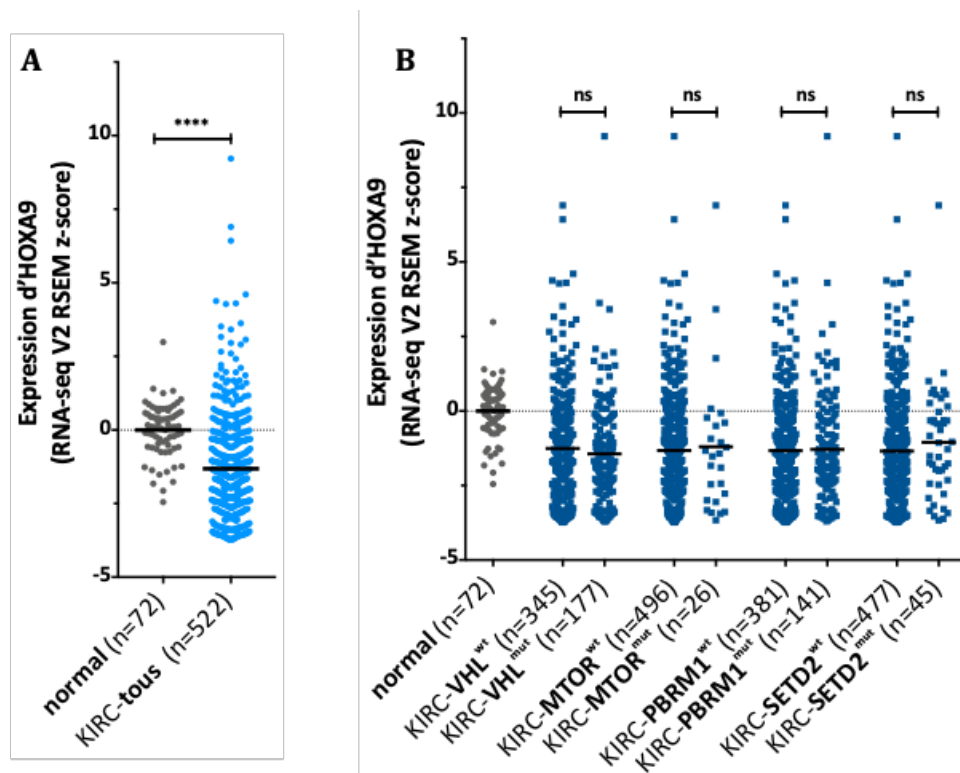 A
Expression d'HOXA9
(RNA-seq V2 RSEM z-score)
10
5
0
-5
****
normal (n=72)
KIRC-tous (n=522)
B
Expression d'HOXA9
(RNA-seq V2 RSEM z-score)
10
5
0
-5
ns
ns
ns
ns
normal (n=72)
KIRC-VHL wt (n=345)
KIRC-VHL mut (n=177)
KIRC-MTOR wt (n=496)
KIRC-MTOR mut (n=26)
KIRC-PBRM1 wt (n=381)
KIRC-PBRM1 mut (n=141)
KIRC-SETD2 wt (n=477)
KIRC-SETD2 mut (n=45)